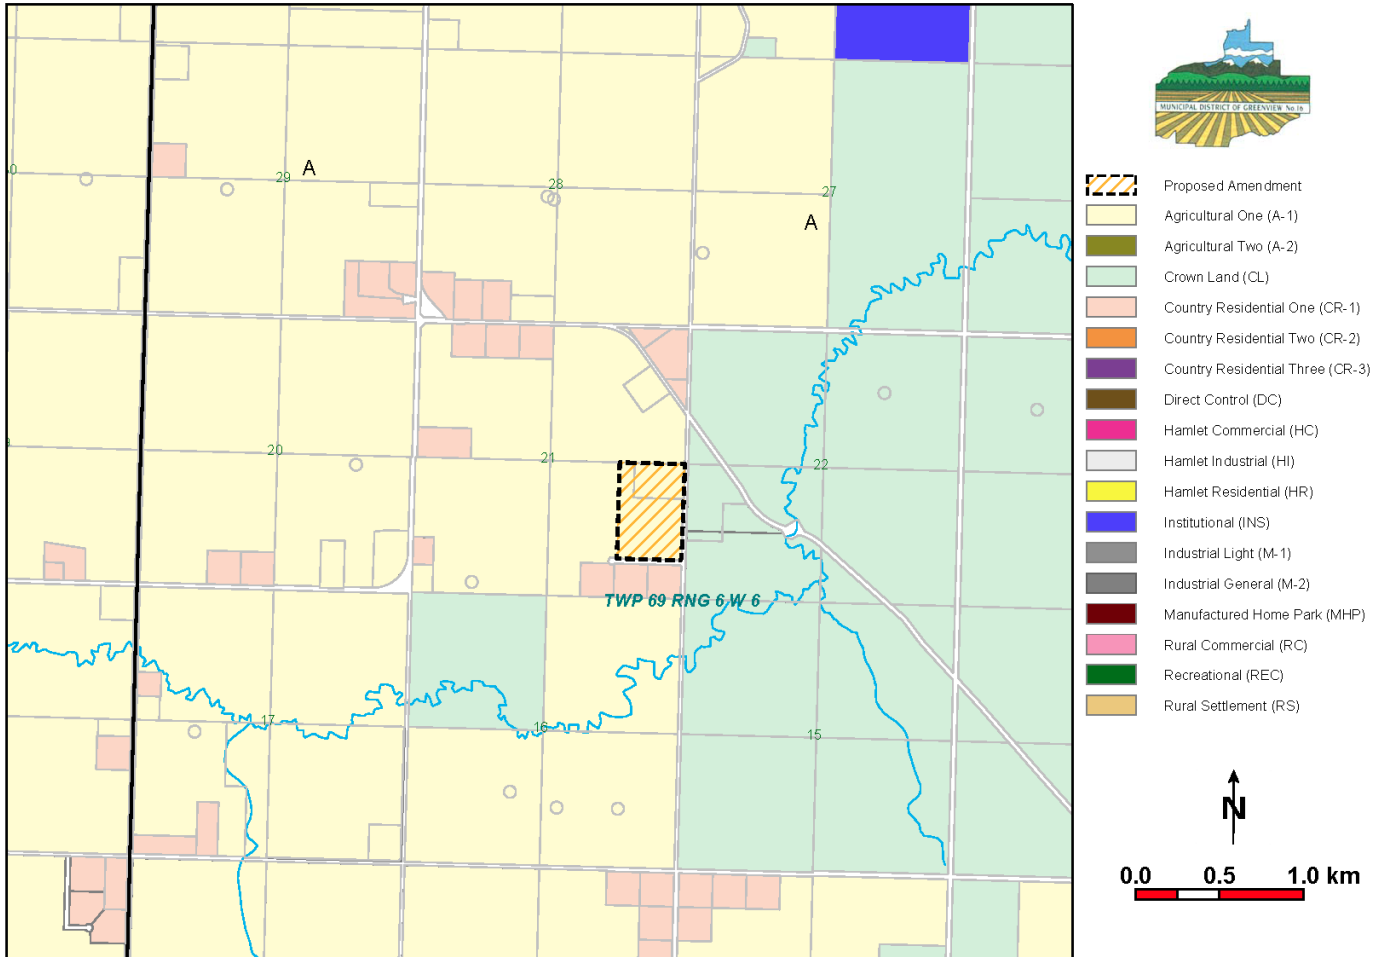 MUNICIPAL DISTRICT OF GREENVIEW No.16
29
A
28
27
A
20
21
22
TWP 69 RNG 6 W 6
17
16
15
Proposed Amendment
Agricultural One (A-1)
Agricultural Two (A-2)
Crown Land (CL)
Country Residential One (CR-1)
Country Residential Two (CR-2)
Country Residential Three (CR-3)
Direct Control (DC)
Hamlet Commercial (HC)
Hamlet Industrial (HI)
Hamlet Residential (HR)
Institutional (INS)
Industrial Light (M-1)
Industrial General (M-2)
Manufactured Home Park (MHP)
Rural Commercial (RC)
Recreational (REC)
Rural Settlement (RS)
N
0.0 0.5 1.0 km